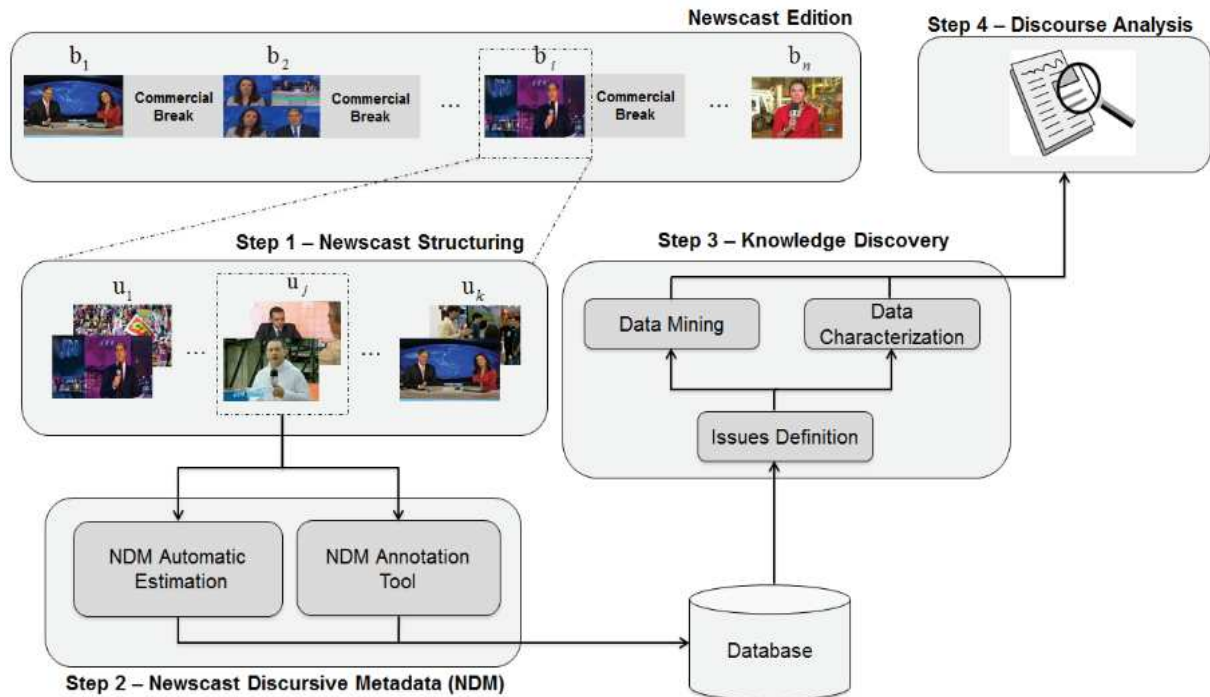 Newscast Edition
b1
b2
bi
bn
Commercial
Break
Commercial
Break
...
Commercial
Break
...
Step 4 – Discourse Analysis
Step 1 – Newscast Structuring
u1
...
uj
...
uk
Step 3 – Knowledge Discovery
Data Mining
Data
Characterization
Issues Definition
NDM Automatic
Estimation
NDM Annotation
Tool
Step 2 – Newscast Discursive Metadata (NDM)
Database